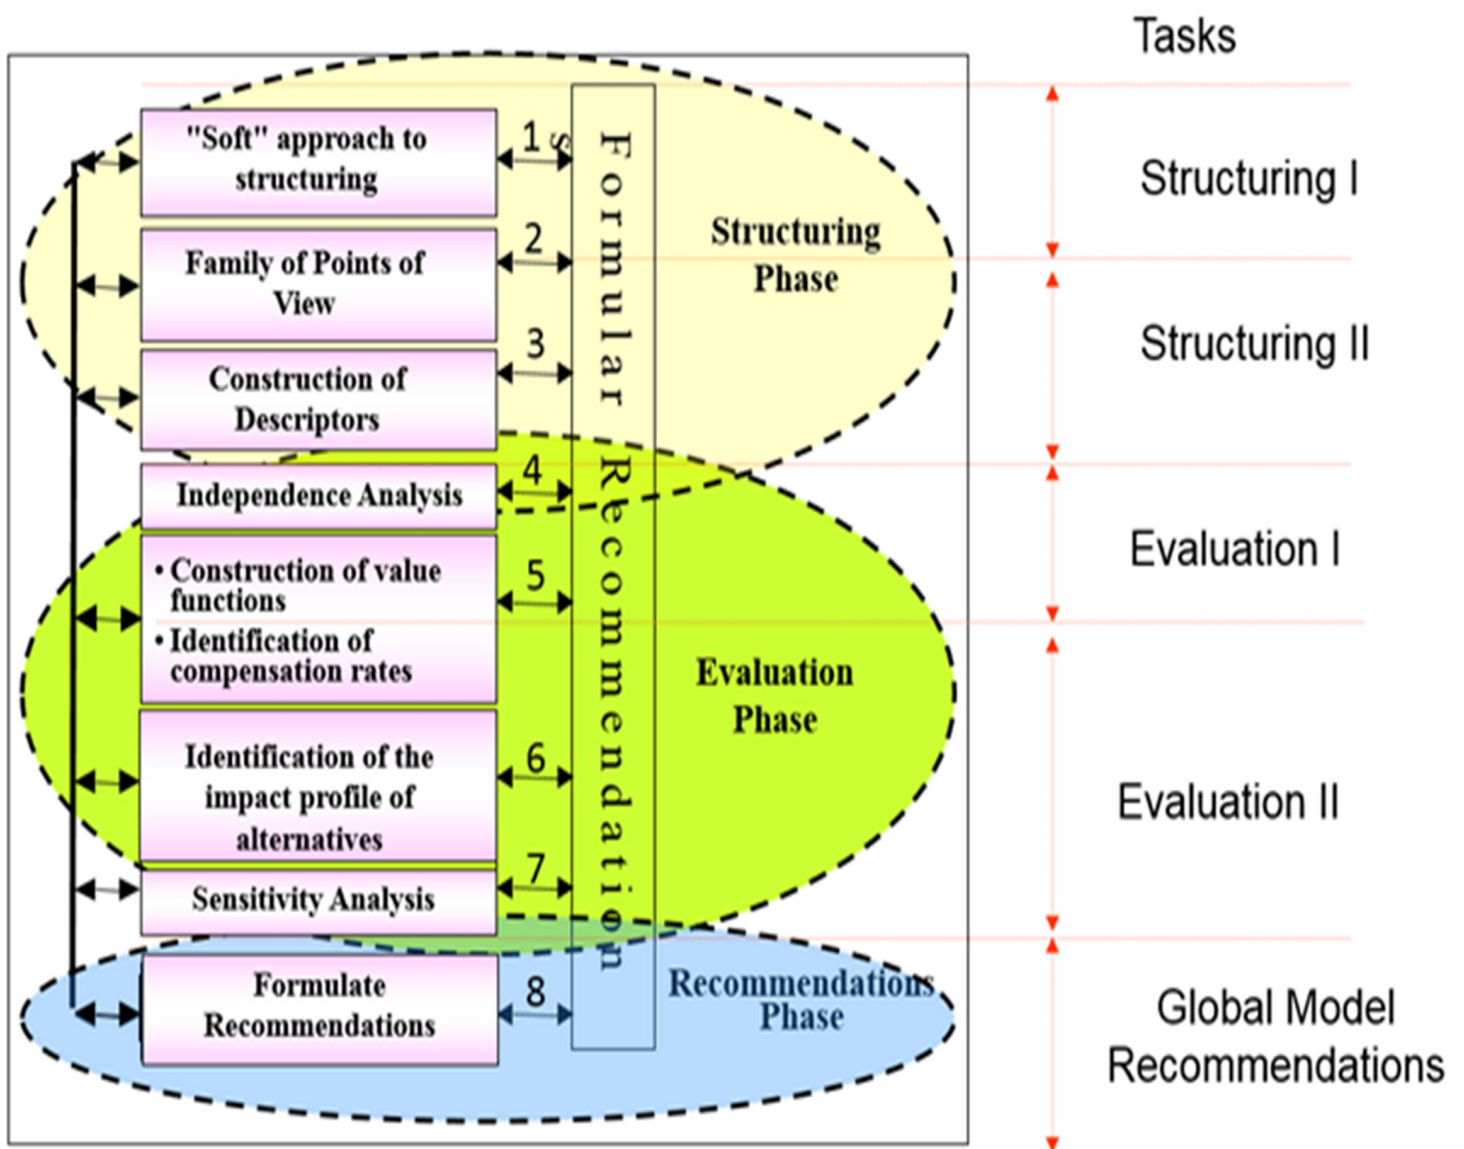 Tasks
"Soft" approach to
structuring
1
s
Formular Recommendation
Structuring I
2
Family of Points of
View
Structuring
Phase
3
Structuring II
Construction of
Descriptors
4
Independence Analysis
Evaluation I
5
• Construction of value
functions
• Identification of
compensation rates
Evaluation
Phase
6
Identification of the
impact profile of
alternatives
Evaluation II
7
Sensitivity Analysis
8
Formulate
Recommendations
Recommendations
Phase
Global Model
Recommendations